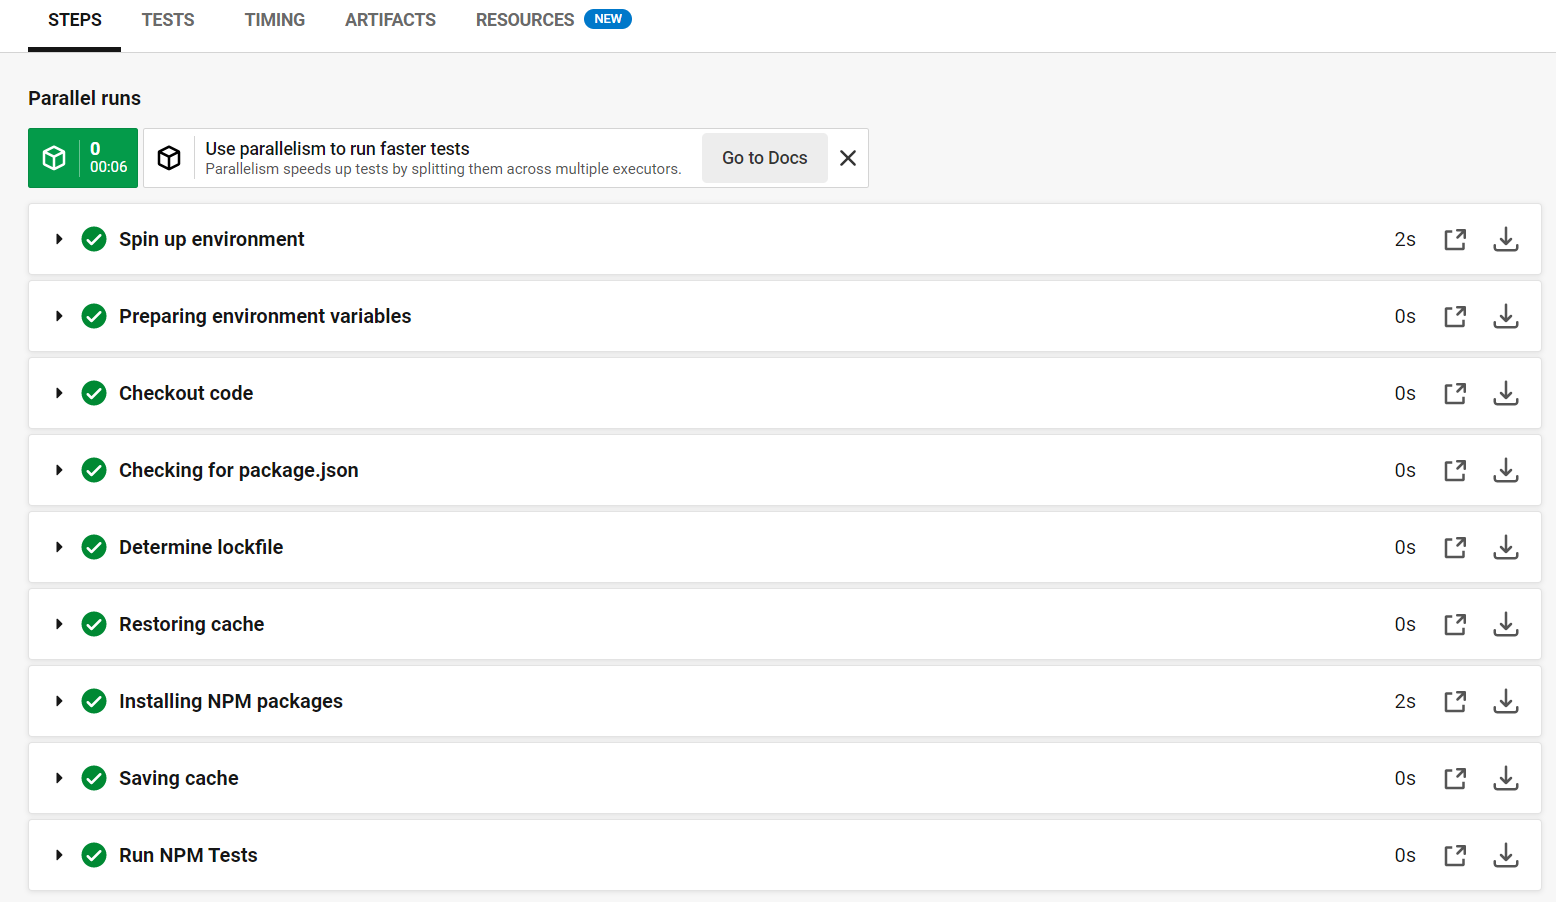 STEPS TESTS TIMING ARTIFACTS RESOURCES NEW
Parallel runs
0
00:06
Use parallelism to run faster tests
Parallelism speeds up tests by splitting them across multiple executors.
Go to Docs
Spin up environment 2s
Preparing environment variables 0s
Checkout code 0s
Checking for package.json 0s
Determine lockfile 0s
Restoring cache 0s
Installing NPM packages 2s
Saving cache 0s
Run NPM Tests 0s